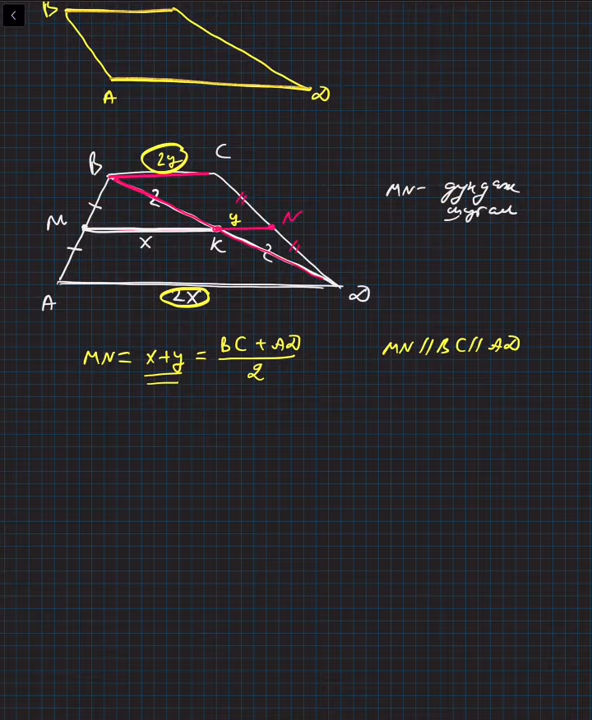 B
A
D
B
2y
C
2
y
N
MN- дундаж
шугам
M
x
K
2
A
2x
D
MN = x+y = BC + AD / 2
MN // BC // AD